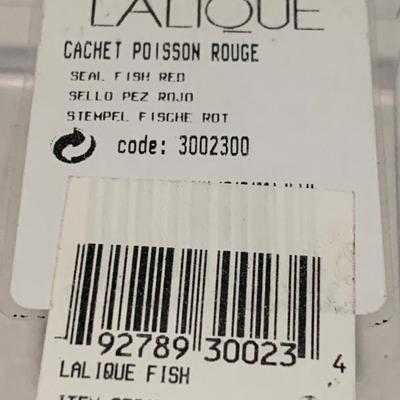 LALIQUE
CACHET POISSON ROUGE
SEAL FISH RED
SELLO PEZ ROJO
STEMPEL FISCHE ROT
code: 3002300
92789 30023 4
LALIQUE FISH